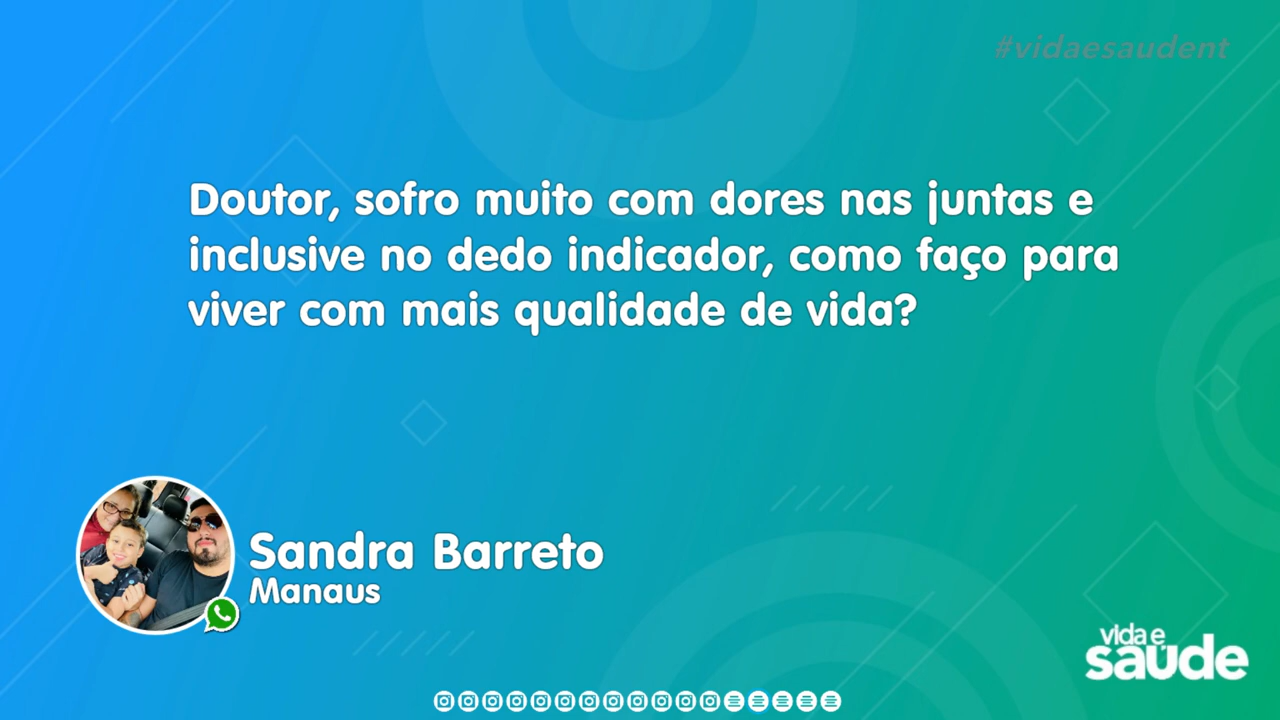 #vidaesaudent
Doutor, sofro muito com dores nas juntas e
inclusive no dedo indicador, como faço para
viver com mais qualidade de vida?
Sandra Barreto
Manaus
vida e
saúde